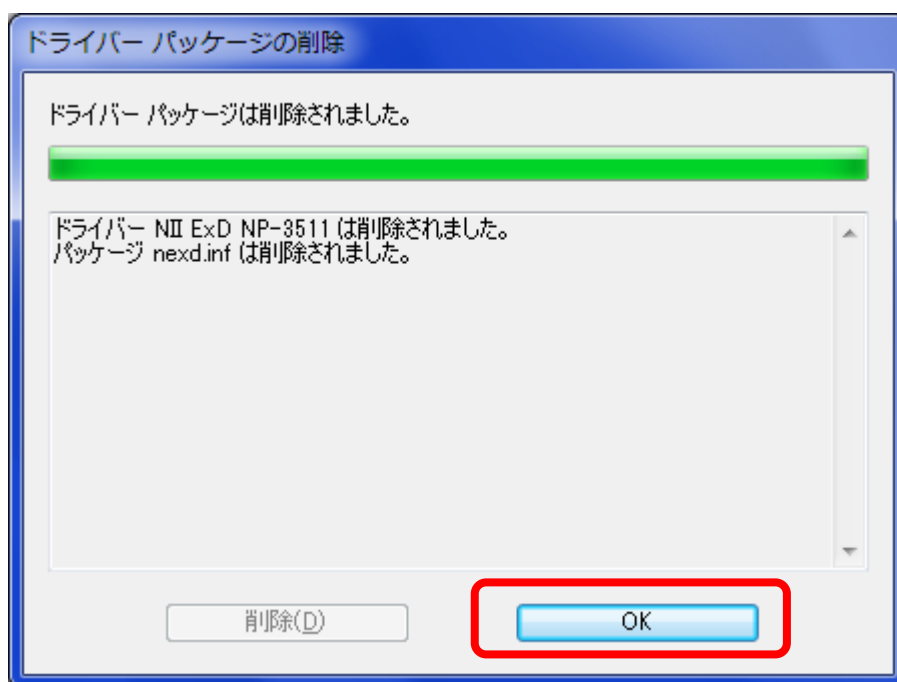 ドライバー パッケージの削除
ドライバー パッケージは削除されました。
ドライバー NII ExD NP-3511 は削除されました。
パッケージ nexd.inf は削除されました。
削除(D)
OK